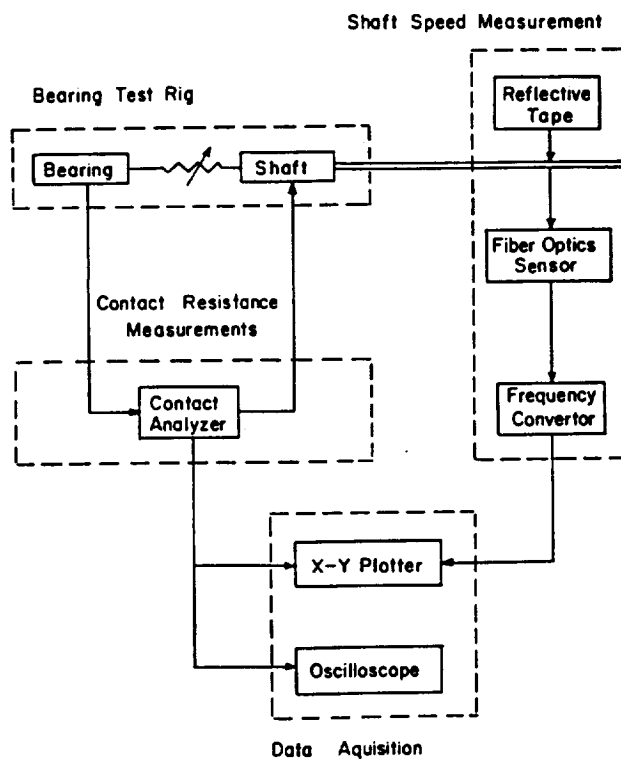 Shaft Speed Measurement
Bearing Test Rig
Reflective
Tape
Bearing
Shaft
Fiber Optics
Sensor
Contact Resistance
Measurements
Contact
Analyzer
Frequency
Convertor
X-Y Plotter
Oscilloscope
Data Aquisition